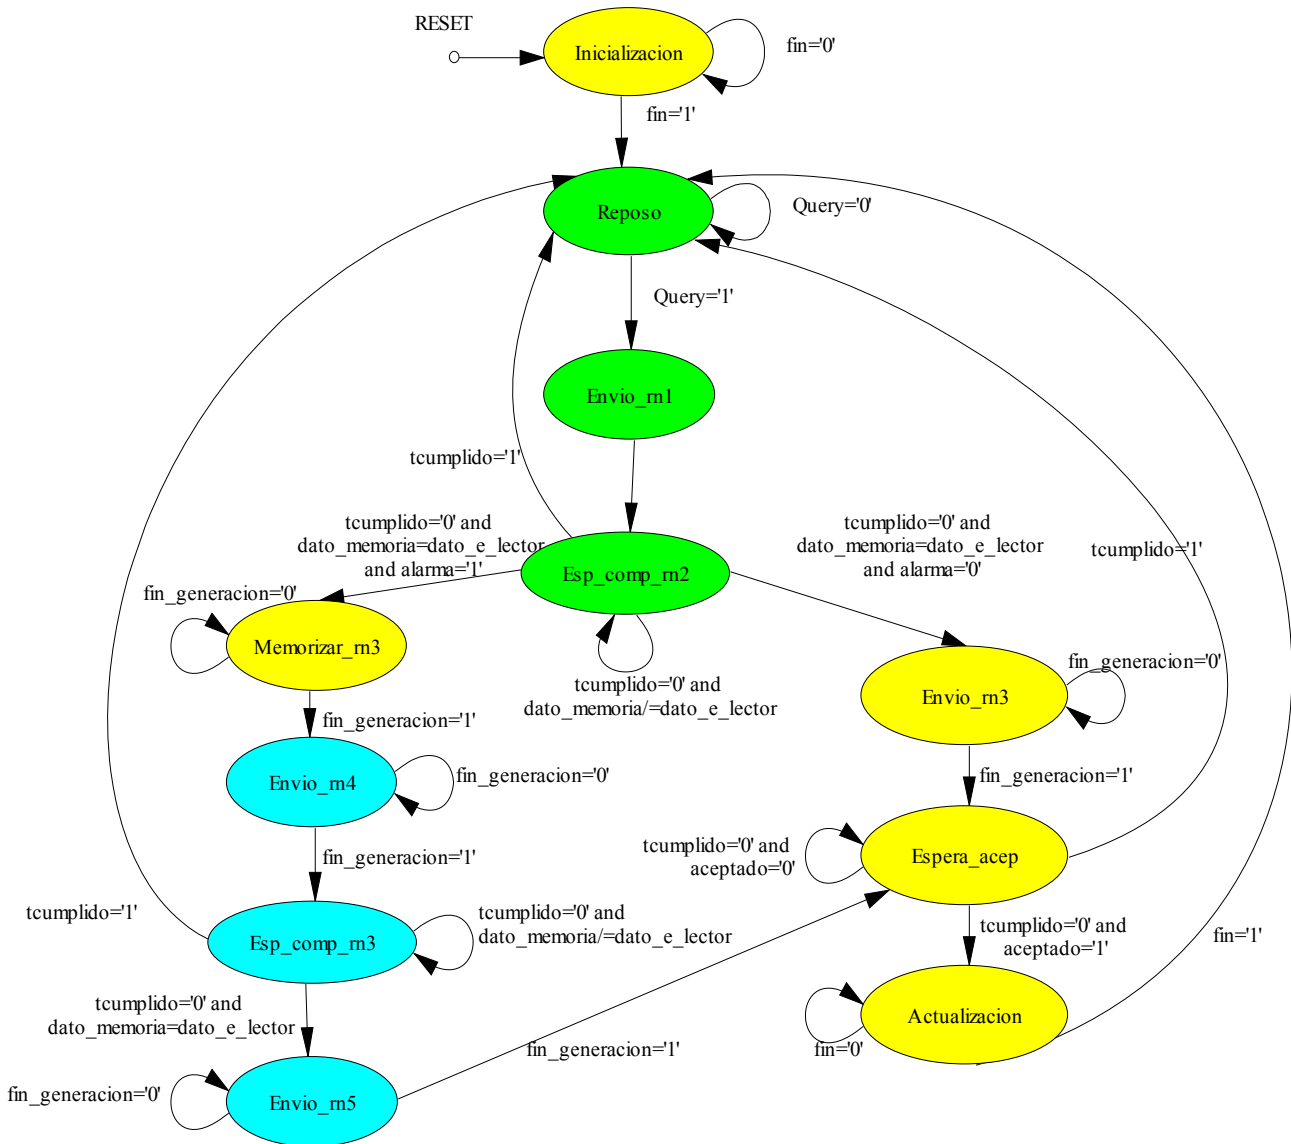 RESET
Inicializacion
fin='0'
fin='1'
Reposo
Query='0'
Query='1'
Envio_rn1
tcumplido='1'
tcumplido='0' and
dato_memoria=dato_e_lector
and alarma='1'
tcumplido='0' and
dato_memoria=dato_e_lector
and alarma='0'
tcumplido='1'
Esp_comp_rn2
fin_generacion='0'
Memorizar_rn3
tcumplido='0' and
dato_memoria/=dato_e_lector
fin_generacion='0'
Envio_rn3
fin_generacion='1'
Envio_rn4
fin_generacion='0'
fin_generacion='1'
fin_generacion='1'
tcumplido='0' and
aceptado='0'
Espera_acep
tcumplido='1'
Esp_comp_rn3
tcumplido='0' and
dato_memoria/=dato_e_lector
tcumplido='0' and
aceptado='1'
fin='1'
tcumplido='0' and
dato_memoria=dato_e_lector
Actualizacion
fin='0'
fin_generacion='1'
fin_generacion='0'
Envio_rn5